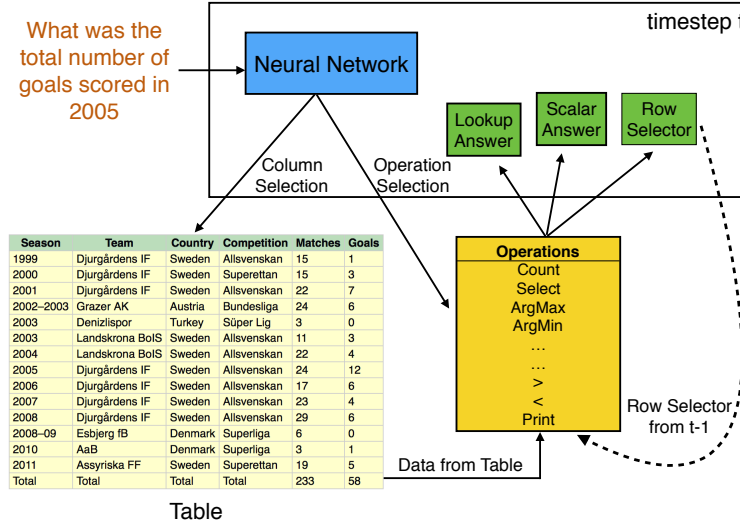 What was the
total number of
goals scored in
2005
timestep t
Neural Network
Lookup
Answer
Scalar
Answer
Row
Selector
Column
Selection
Operation
Selection
Season Team Country Competition Matches Goals
1999 Djurgårdens IF Sweden Allsvenskan 15 1
2000 Djurgårdens IF Sweden Superettan 15 3
2001 Djurgårdens IF Sweden Allsvenskan 22 7
2002–2003 Grazer AK Austria Bundesliga 24 6
2003 Denizlispor Turkey Süper Lig 3 0
2003 Landskrona BoIS Sweden Allsvenskan 11 3
2004 Landskrona BoIS Sweden Allsvenskan 22 4
2005 Djurgårdens IF Sweden Allsvenskan 24 12
2006 Djurgårdens IF Sweden Allsvenskan 17 6
2007 Djurgårdens IF Sweden Allsvenskan 23 4
2008 Djurgårdens IF Sweden Allsvenskan 29 6
2008–09 Esbjerg fB Denmark Superliga 6 0
2010 AaB Denmark Superliga 3 1
2011 Assyriska FF Sweden Superettan 19 5
Total Total Total Total 233 58
Table
Operations
Count
Select
ArgMax
ArgMin
...
...
>
<
Print
Data from Table
Row Selector
from t-1